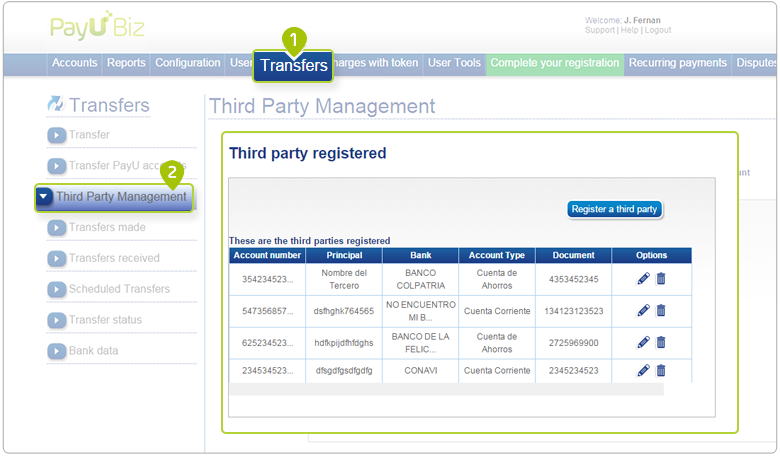 PayU Biz
Welcome: J. Fernan
Support | Help | Logout
1
Accounts Reports Configuration User Transfers harges with token User Tools Complete your registration Recurring payments Disputes
Transfers
Transfer
Transfer PayU acc s
2
Third Party Management
Transfers made
Transfers received
Scheduled Transfers
Transfer status
Bank data
Third Party Management
Third party registered
Register a third party
These are the third parties registered
Account number Principal Bank Account Type Document Options
354234523... Nombre del Tercero BANCO COLPATRIA Cuenta de Ahorros 4353452345
547356857... dsfhghk764565 NO ENCUENTRO MI B... Cuenta Corriente 134123123523
625234523... hdfkpijdfhfdghs BANCO DE LA FELIC... Cuenta de Ahorros 2725969900
234534523... dfsgdfgsdfgdfg CONAVI Cuenta Corriente 2345234523